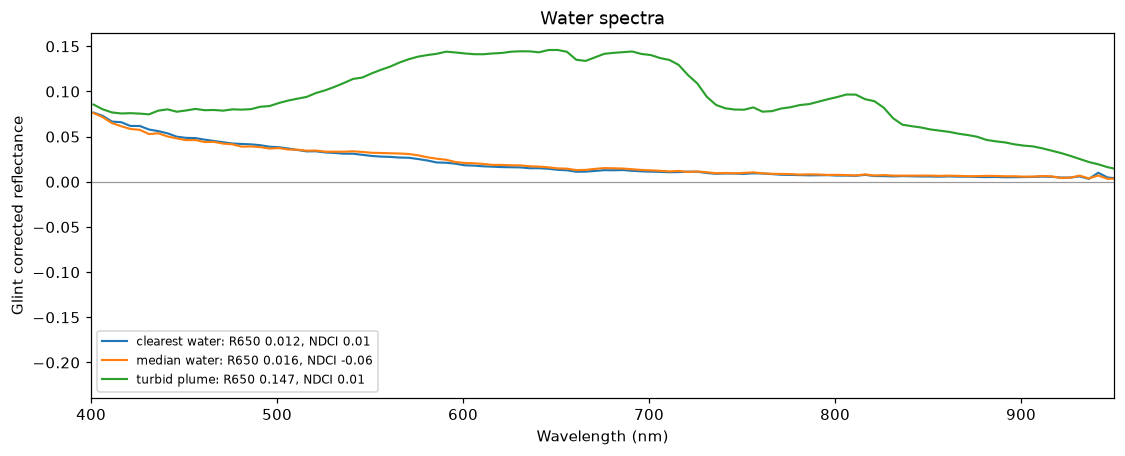 Water spectra
Glint corrected reflectance
0.15
0.10
0.05
0.00
−0.05
−0.10
−0.15
−0.20
clearest water: R650 0.012, NDCI 0.01
median water: R650 0.016, NDCI -0.06
turbid plume: R650 0.147, NDCI 0.01
400 500 600 700 800 900
Wavelength (nm)